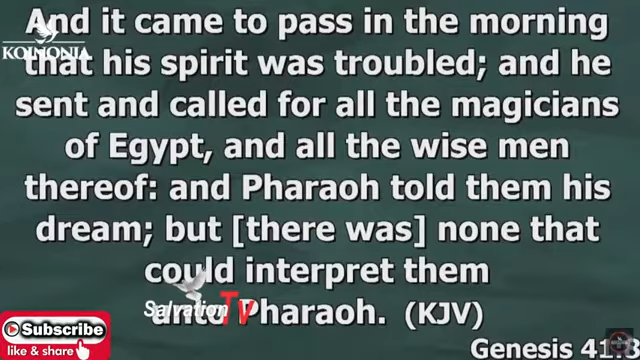 And it came to pass in the morning
KOINONIA
that his spirit was troubled; and he
sent and called for all the magicians
of Egypt, and all the wise men
thereof: and Pharaoh told them his
dream; but [there was] none that
could interpret them
Salvation TV
unto Pharaoh. (KJV)
Subscribe
like & share
Genesis 41:8